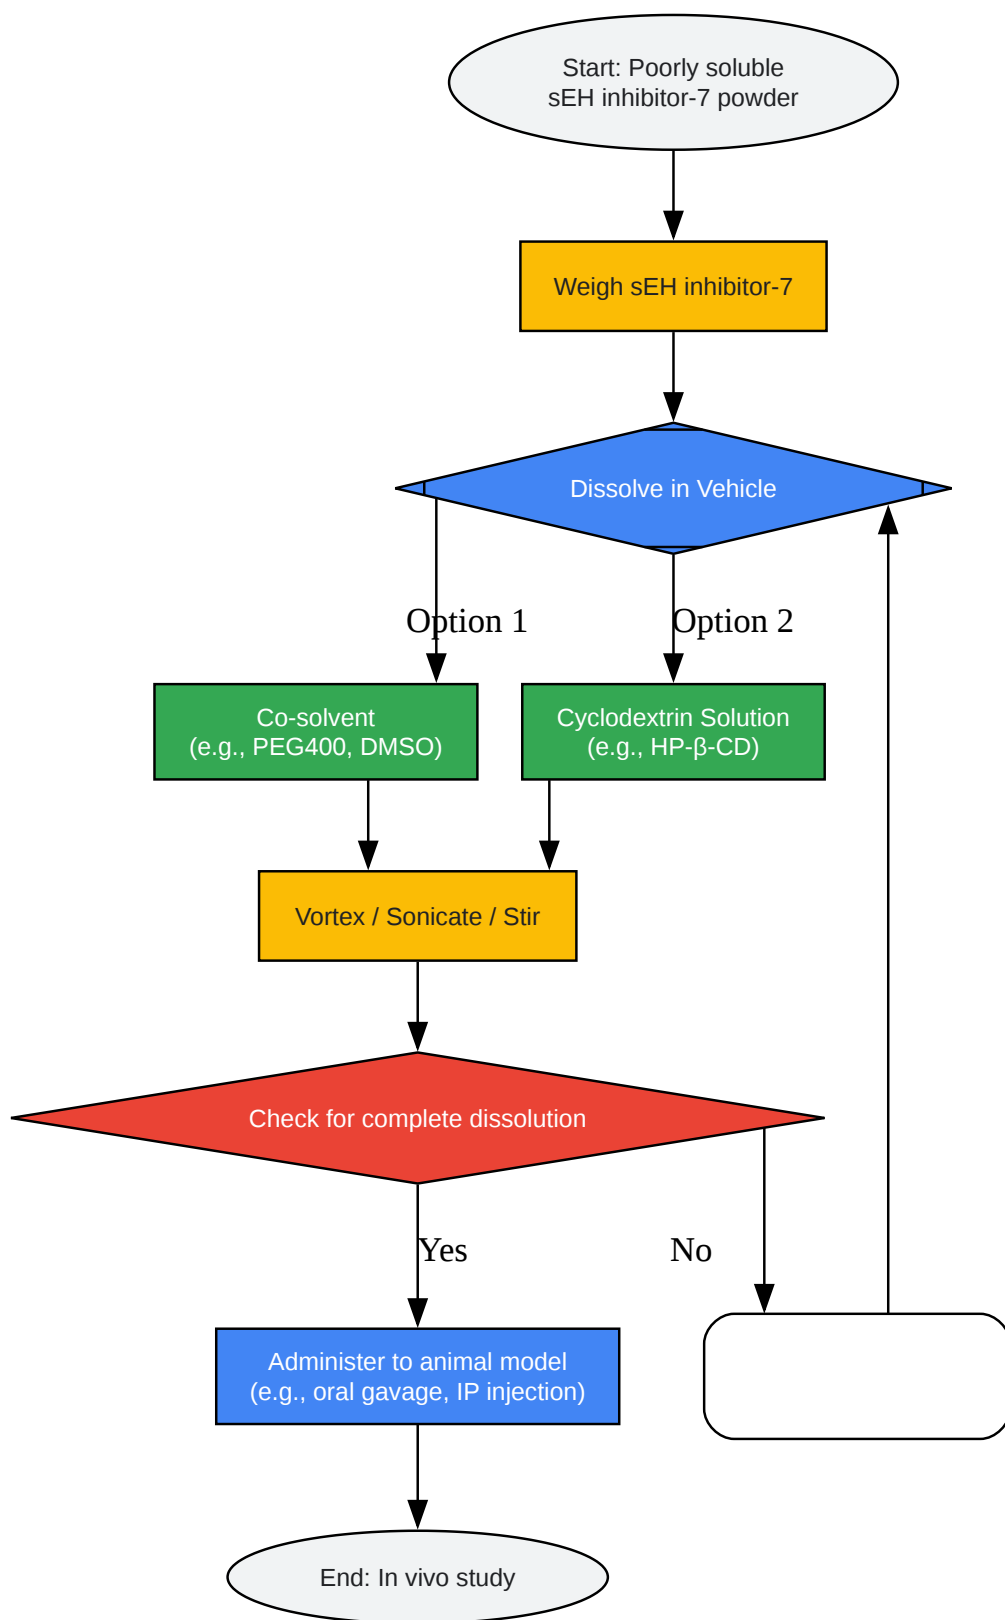 Start: Poorly soluble
sEH inhibitor-7 powder
Weigh sEH inhibitor-7
Dissolve in Vehicle
Option 1
Option 2
Co-solvent
(e.g., PEG400, DMSO)
Cyclodextrin Solution
(e.g., HP-β-CD)
Vortex / Sonicate / Stir
Check for complete dissolution
Yes
No
Administer to animal model
(e.g., oral gavage, IP injection)
End: In vivo study